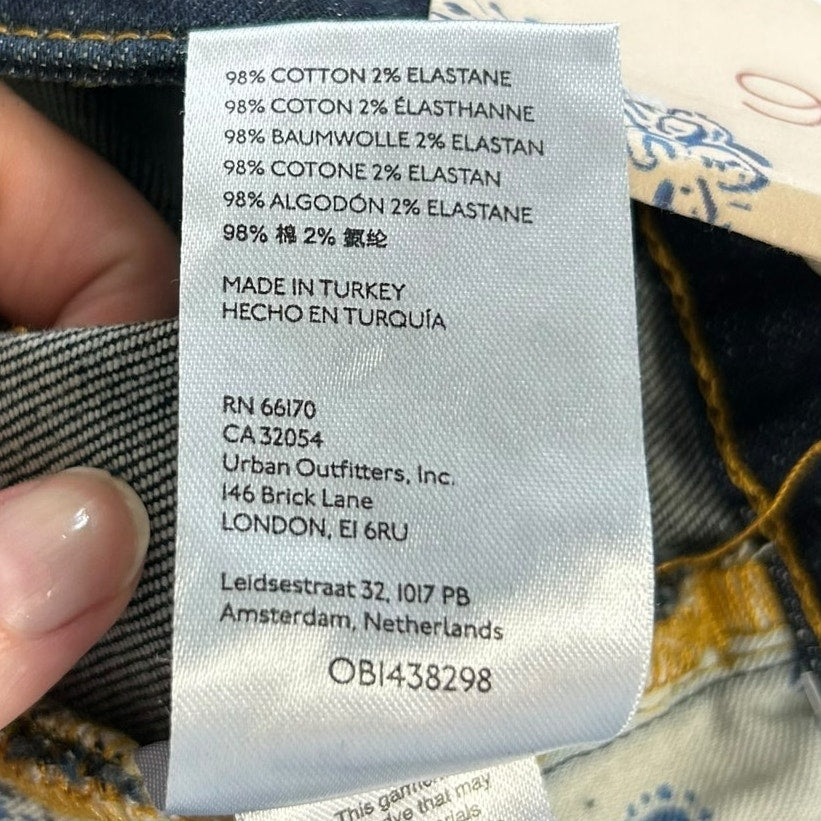 98% COTTON 2% ELASTANE
98% COTON 2% ÉLASTHANNE
98% BAUMWOLLE 2% ELASTAN
98% COTONE 2% ELASTAN
98% ALGODÓN 2% ELASTANE
98% 棉 2% 氨纶
MADE IN TURKEY
HECHO EN TURQUÍA
RN 66170
CA 32054
Urban Outfitters, Inc.
146 Brick Lane
LONDON, E1 6RU
Leidsestraat 32, 1017 PB
Amsterdam, Netherlands
OB1438298
This
that may